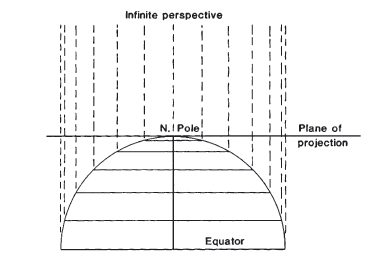 Infinite perspective
N. Pole
Plane of
projection
Equator